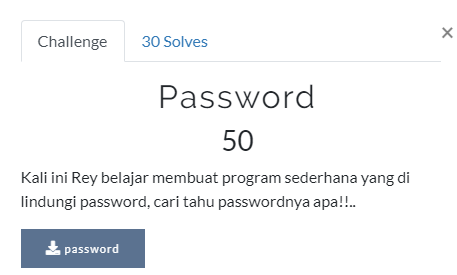 Challenge
30 Solves
×
Password
50
Kali ini Rey belajar membuat program sederhana yang di
lindungi password, cari tahu passwordnya apa!!..
password